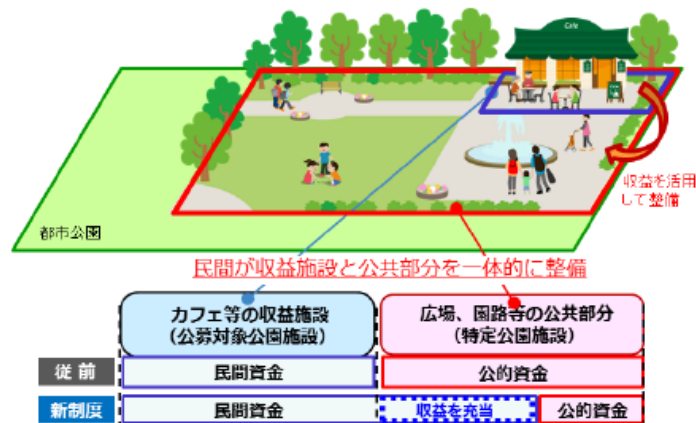 Cafe
収益を活用
して整備
都市公園
民間が収益施設と公共部分を一体的に整備
カフェ等の収益施設
(公募対象公園施設)
広場、園路等の公共部分
(特定公園施設)
従前
民間資金
公的資金
新制度
民間資金
収益を充当
公的資金